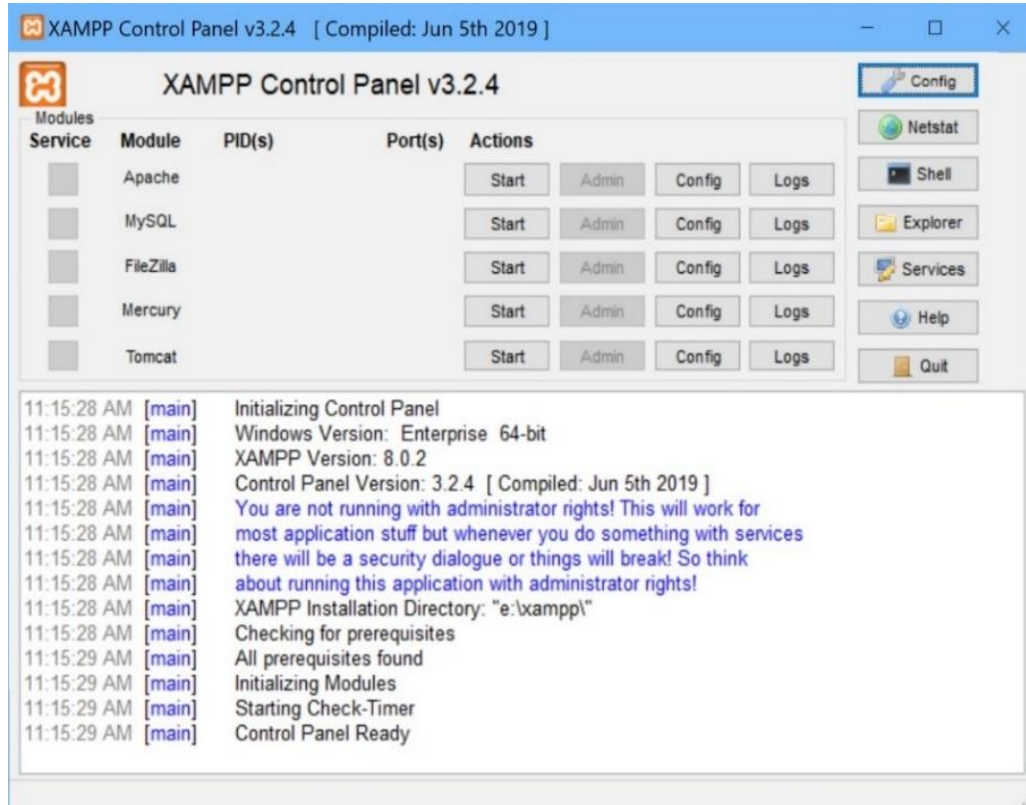 XAMPP Control Panel v3.2.4 [ Compiled: Jun 5th 2019 ]
XAMPP Control Panel v3.2.4
Config
Modules
Service Module PID(s) Port(s) Actions
Netstat
Apache Start Admin Config Logs
Shell
MySQL Start Admin Config Logs
Explorer
FileZilla Start Admin Config Logs
Services
Mercury Start Admin Config Logs
Help
Tomcat Start Admin Config Logs
Quit
11:15:28 AM [main] Initializing Control Panel
11:15:28 AM [main] Windows Version: Enterprise 64-bit
11:15:28 AM [main] XAMPP Version: 8.0.2
11:15:28 AM [main] Control Panel Version: 3.2.4 [ Compiled: Jun 5th 2019 ]
11:15:28 AM [main] You are not running with administrator rights! This will work for
11:15:28 AM [main] most application stuff but whenever you do something with services
11:15:28 AM [main] there will be a security dialogue or things will break! So think
11:15:28 AM [main] about running this application with administrator rights!
11:15:28 AM [main] XAMPP Installation Directory: "e:\xampp\"
11:15:28 AM [main] Checking for prerequisites
11:15:29 AM [main] All prerequisites found
11:15:29 AM [main] Initializing Modules
11:15:29 AM [main] Starting Check-Timer
11:15:29 AM [main] Control Panel Ready